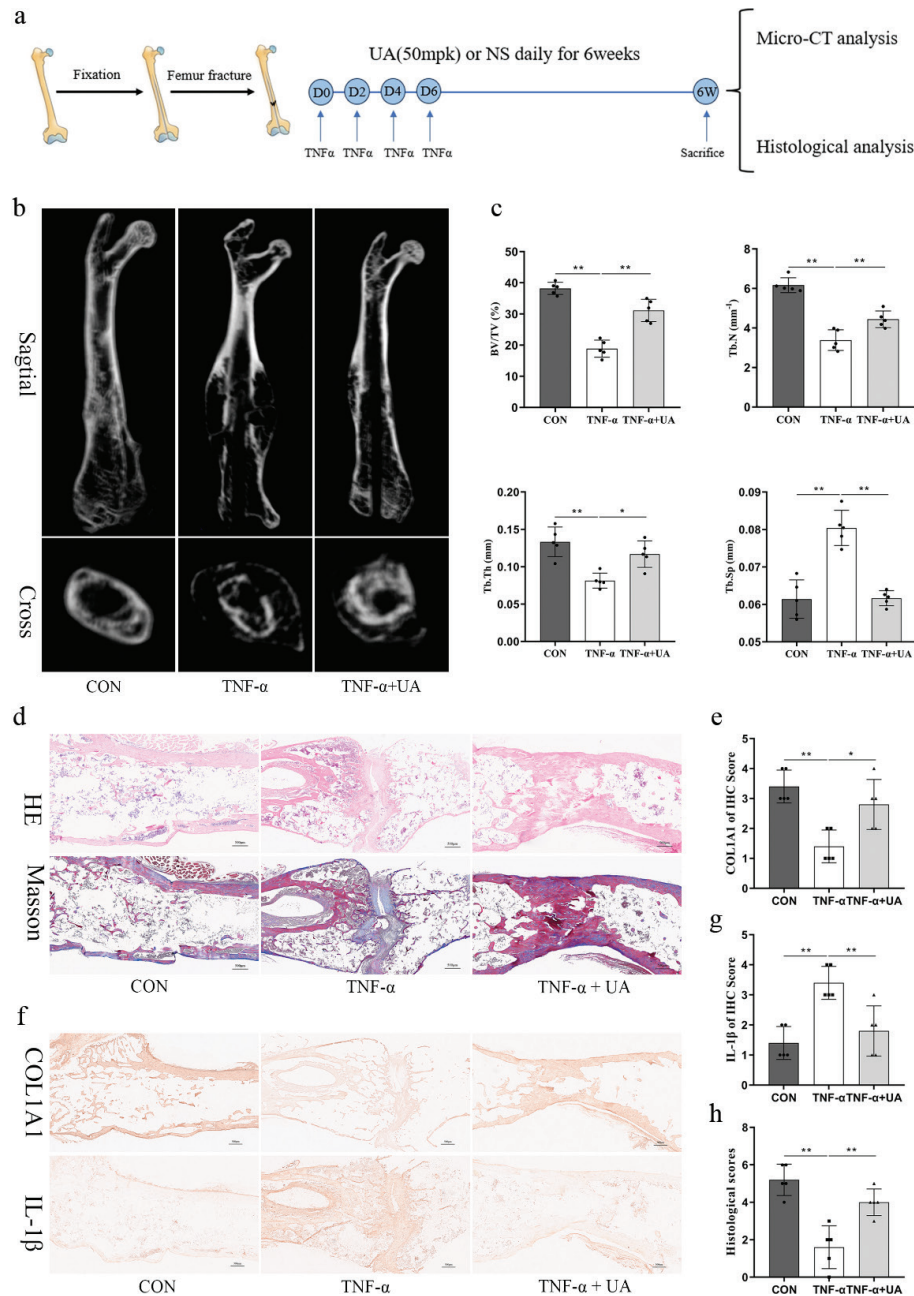 a
UA(50mpk) or NS daily for 6weeks
Micro-CT analysis
Fixation
Femur fracture
D0
D2
D4
D6
6W
TNFα
TNFα
TNFα
TNFα
Sacrifice
Histological analysis
b
Sagtial
Cross
CON
TNF-α
TNF-α+UA
c
BV/TV (%)
50
40
30
20
10
0
**
**
CON
TNF-α
TNF-α+UA
Tb.N (mm-1)
8
6
4
2
0
**
**
CON
TNF-α
TNF-α+UA
Tb.Th (mm)
0.20
0.15
0.10
0.05
0.00
**
*
CON
TNF-α
TNF-α+UA
Tb.Sp (mm)
0.09
0.08
0.07
0.06
0.05
**
**
CON
TNF-α
TNF-α+UA
d
HE
Masson
CON
TNF-α
TNF-α + UA
e
COL1A1 of IHC Score
5
4
3
2
1
0
**
*
CON
TNF-α
TNF-α+UA
f
COL1A1
IL-1β
CON
TNF-α
TNF-α + UA
g
IL-1β of IHC Score
5
4
3
2
1
0
**
**
CON
TNF-α
TNF-α+UA
h
Histological scores
8
6
4
2
0
**
**
CON
TNF-α
TNF-α+UA